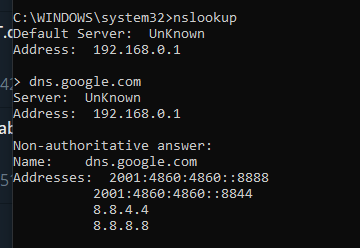 C:\WINDOWS\system32>nslookup
Default Server:  UnKnown
Address:  192.168.0.1

> dns.google.com
Server:  UnKnown
Address:  192.168.0.1

Non-authoritative answer:
Name:    dns.google.com
Addresses:  2001:4860:4860::8888
          2001:4860:4860::8844
          8.8.4.4
          8.8.8.8